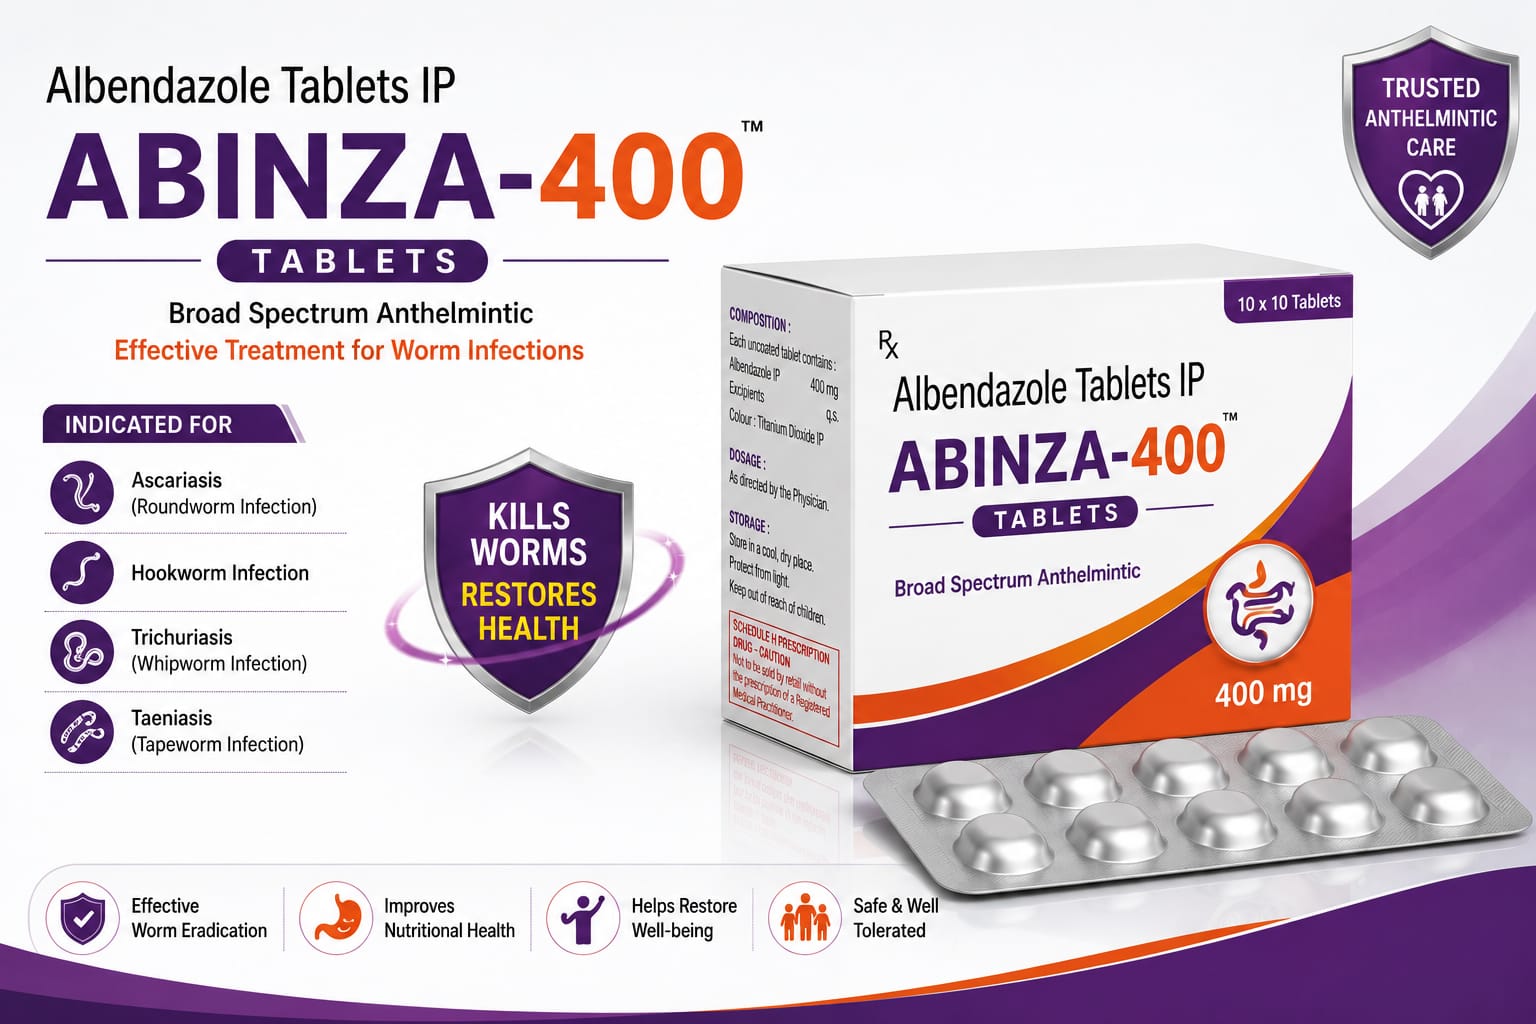 Albendazole Tablets IP
ABINZA-400™
TABLETS
Broad Spectrum Anthelmintic
Effective Treatment for Worm Infections
INDICATED FOR
Ascariasis
(Roundworm Infection)
Hookworm Infection
Trichuriasis
(Whipworm Infection)
Taeniasis
(Tapeworm Infection)
KILLS
WORMS
RESTORES
HEALTH
TRUSTED
ANTHELMINTIC
CARE
COMPOSITION :
Each uncoated tablet contains :
Albendazole IP 400 mg
Excipients q.s.
Colour : Titanium Dioxide IP
DOSAGE :
As directed by the Physician.
STORAGE :
Store in a cool, dry place.
Protect from light.
Keep out of reach of children.
SCHEDULE H PRESCRIPTION
DRUG - CAUTION
Not to be sold by retail without
the prescription of a Registered
Medical Practitioner.
10 x 10 Tablets
Rx
Albendazole Tablets IP
ABINZA-400™
TABLETS
Broad Spectrum Anthelmintic
400 mg
Effective
Worm Eradication
Improves
Nutritional Health
Helps Restore
Well-being
Safe & Well
Tolerated